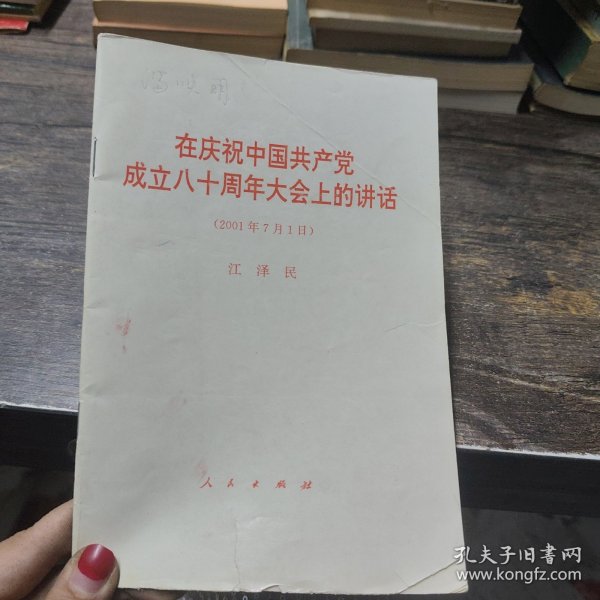 在庆祝中国共产党
成立八十周年大会上的讲话
(2001年7月1日)
江泽民
人民出版社
孔夫子旧书网
www.kongfz.com